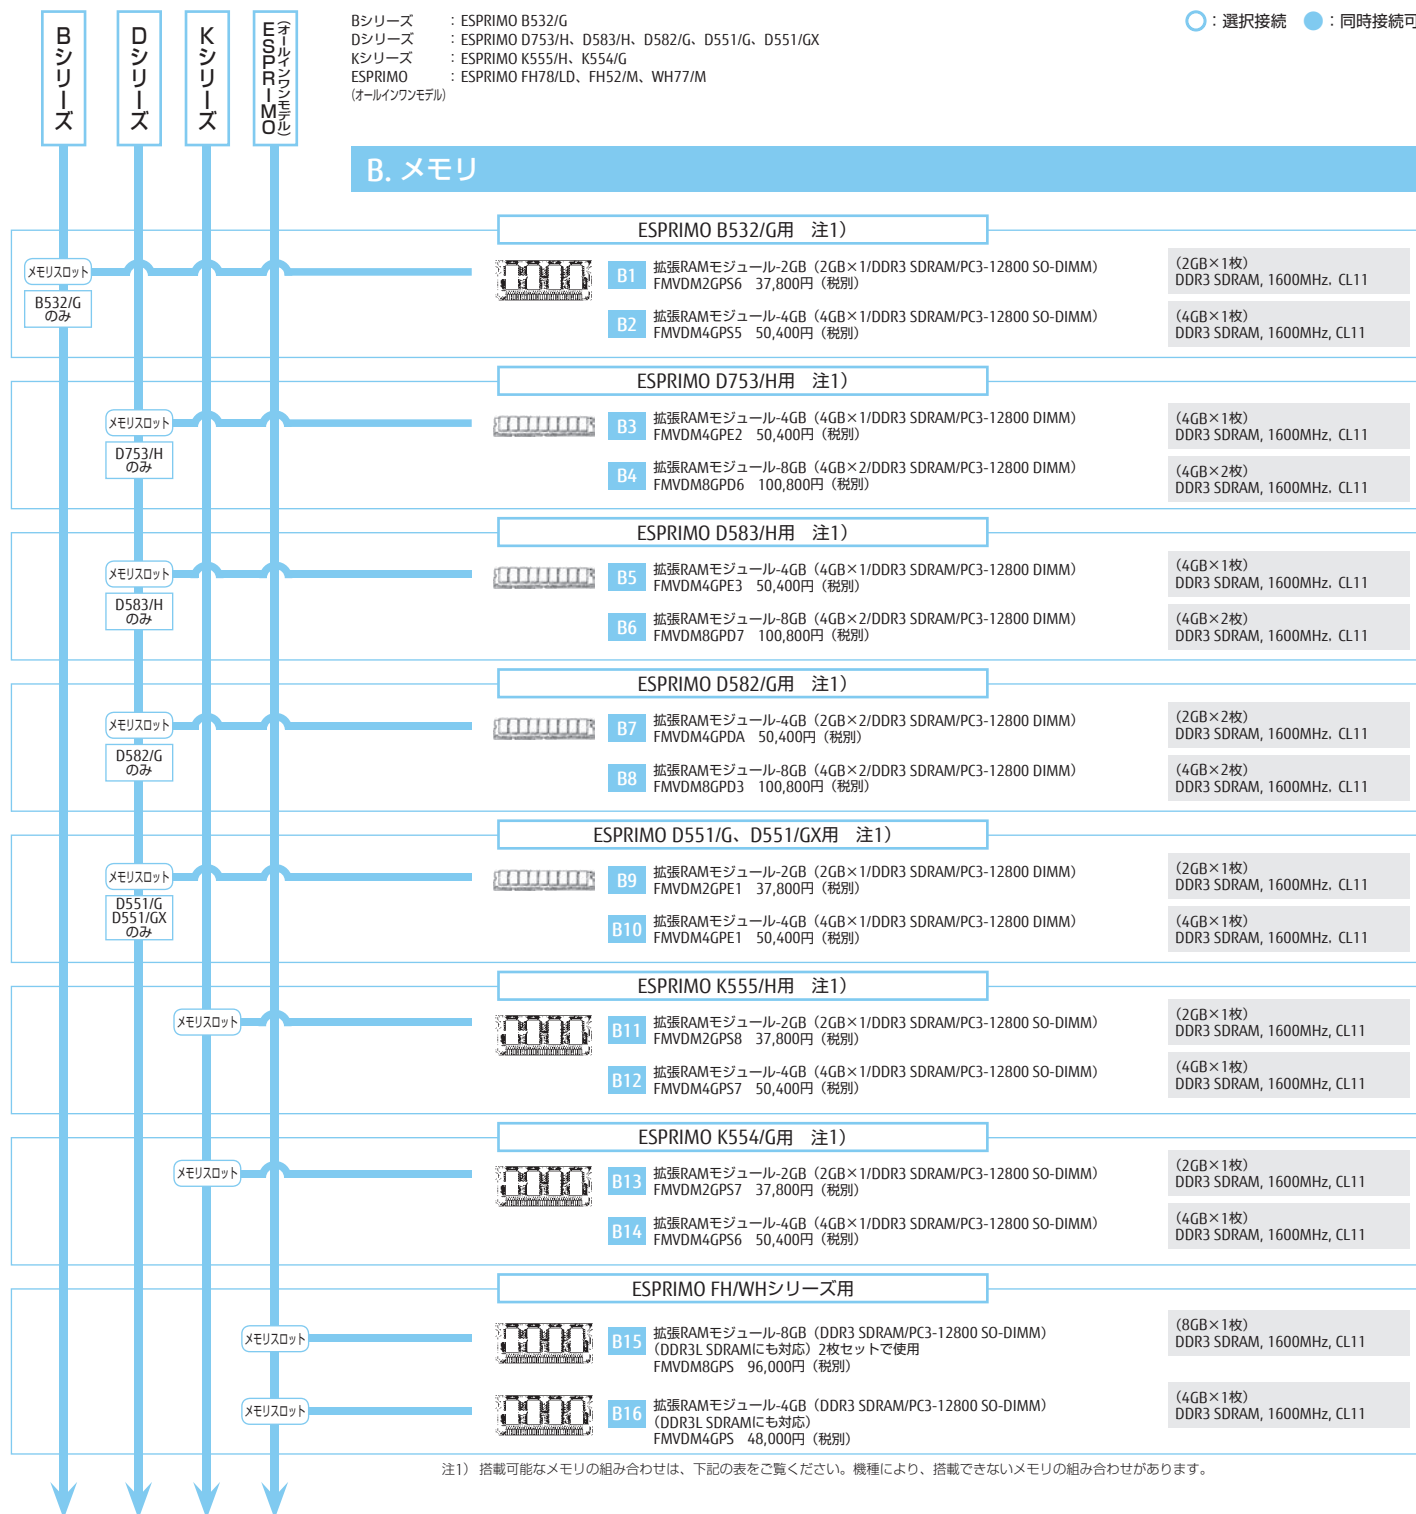 Bシリーズ
Dシリーズ
Kシリーズ
ESPRIMO
(オールインワンモデル)
Bシリーズ : ESPRIMO B532/G
Dシリーズ : ESPRIMO D753/H、D583/H、D582/G、D551/G、D551/GX
Kシリーズ : ESPRIMO K555/H、K554/G
ESPRIMO : ESPRIMO FH78/LD、FH52/M、WH77/M
(オールインワンモデル)
：選択接続 ：同時接続可
B. メモリ
ESPRIMO B532/G用 注1)
メモリスロット
B532/G
のみ
B1 拡張RAMモジュール-2GB（2GB×1/DDR3 SDRAM/PC3-12800 SO-DIMM）
FMVDM2GPS6 37,800円（税別）
（2GB×1枚）
DDR3 SDRAM, 1600MHz, CL11
B2 拡張RAMモジュール-4GB（4GB×1/DDR3 SDRAM/PC3-12800 SO-DIMM）
FMVDM4GPS5 50,400円（税別）
（4GB×1枚）
DDR3 SDRAM, 1600MHz, CL11
ESPRIMO D753/H用 注1)
メモリスロット
D753/H
のみ
B3 拡張RAMモジュール-4GB（4GB×1/DDR3 SDRAM/PC3-12800 DIMM）
FMVDM4GPE2 50,400円（税別）
（4GB×1枚）
DDR3 SDRAM, 1600MHz, CL11
B4 拡張RAMモジュール-8GB（4GB×2/DDR3 SDRAM/PC3-12800 DIMM）
FMVDM8GPD6 100,800円（税別）
（4GB×2枚）
DDR3 SDRAM, 1600MHz, CL11
ESPRIMO D583/H用 注1)
メモリスロット
D583/H
のみ
B5 拡張RAMモジュール-4GB（4GB×1/DDR3 SDRAM/PC3-12800 DIMM）
FMVDM4GPE3 50,400円（税別）
（4GB×1枚）
DDR3 SDRAM, 1600MHz, CL11
B6 拡張RAMモジュール-8GB（4GB×2/DDR3 SDRAM/PC3-12800 DIMM）
FMVDM8GPD7 100,800円（税別）
（4GB×2枚）
DDR3 SDRAM, 1600MHz, CL11
ESPRIMO D582/G用 注1)
メモリスロット
D582/G
のみ
B7 拡張RAMモジュール-4GB（2GB×2/DDR3 SDRAM/PC3-12800 DIMM）
FMVDM4GPDA 50,400円（税別）
（2GB×2枚）
DDR3 SDRAM, 1600MHz, CL11
B8 拡張RAMモジュール-8GB（4GB×2/DDR3 SDRAM/PC3-12800 DIMM）
FMVDM8GPD3 100,800円（税別）
（4GB×2枚）
DDR3 SDRAM, 1600MHz, CL11
ESPRIMO D551/G、D551/GX用 注1)
メモリスロット
D551/G
D551/GX
のみ
B9 拡張RAMモジュール-2GB（2GB×1/DDR3 SDRAM/PC3-12800 DIMM）
FMVDM2GPE1 37,800円（税別）
（2GB×1枚）
DDR3 SDRAM, 1600MHz, CL11
B10 拡張RAMモジュール-4GB（4GB×1/DDR3 SDRAM/PC3-12800 DIMM）
FMVDM4GPE1 50,400円（税別）
（4GB×1枚）
DDR3 SDRAM, 1600MHz, CL11
ESPRIMO K555/H用 注1)
メモリスロット
B11 拡張RAMモジュール-2GB（2GB×1/DDR3 SDRAM/PC3-12800 SO-DIMM）
FMVDM2GPS8 37,800円（税別）
（2GB×1枚）
DDR3 SDRAM, 1600MHz, CL11
B12 拡張RAMモジュール-4GB（4GB×1/DDR3 SDRAM/PC3-12800 SO-DIMM）
FMVDM4GPS7 50,400円（税別）
（4GB×1枚）
DDR3 SDRAM, 1600MHz, CL11
ESPRIMO K554/G用 注1)
メモリスロット
B13 拡張RAMモジュール-2GB（2GB×1/DDR3 SDRAM/PC3-12800 SO-DIMM）
FMVDM2GPS7 37,800円（税別）
（2GB×1枚）
DDR3 SDRAM, 1600MHz, CL11
B14 拡張RAMモジュール-4GB（4GB×1/DDR3 SDRAM/PC3-12800 SO-DIMM）
FMVDM4GPS6 50,400円（税別）
（4GB×1枚）
DDR3 SDRAM, 1600MHz, CL11
ESPRIMO FH/WHシリーズ用
メモリスロット
B15 拡張RAMモジュール-8GB（DDR3 SDRAM/PC3-12800 SO-DIMM）
（DDR3L SDRAMにも対応）2枚セットで使用
FMVDM8GPS 96,000円（税別）
（8GB×1枚）
DDR3 SDRAM, 1600MHz, CL11
メモリスロット
B16 拡張RAMモジュール-4GB（DDR3 SDRAM/PC3-12800 SO-DIMM）
（DDR3L SDRAMにも対応）
FMVDM4GPS 48,000円（税別）
（4GB×1枚）
DDR3 SDRAM, 1600MHz, CL11
注1） 搭載可能なメモリの組み合わせは、下記の表をご覧ください。機種により、搭載できないメモリの組み合わせがあります。